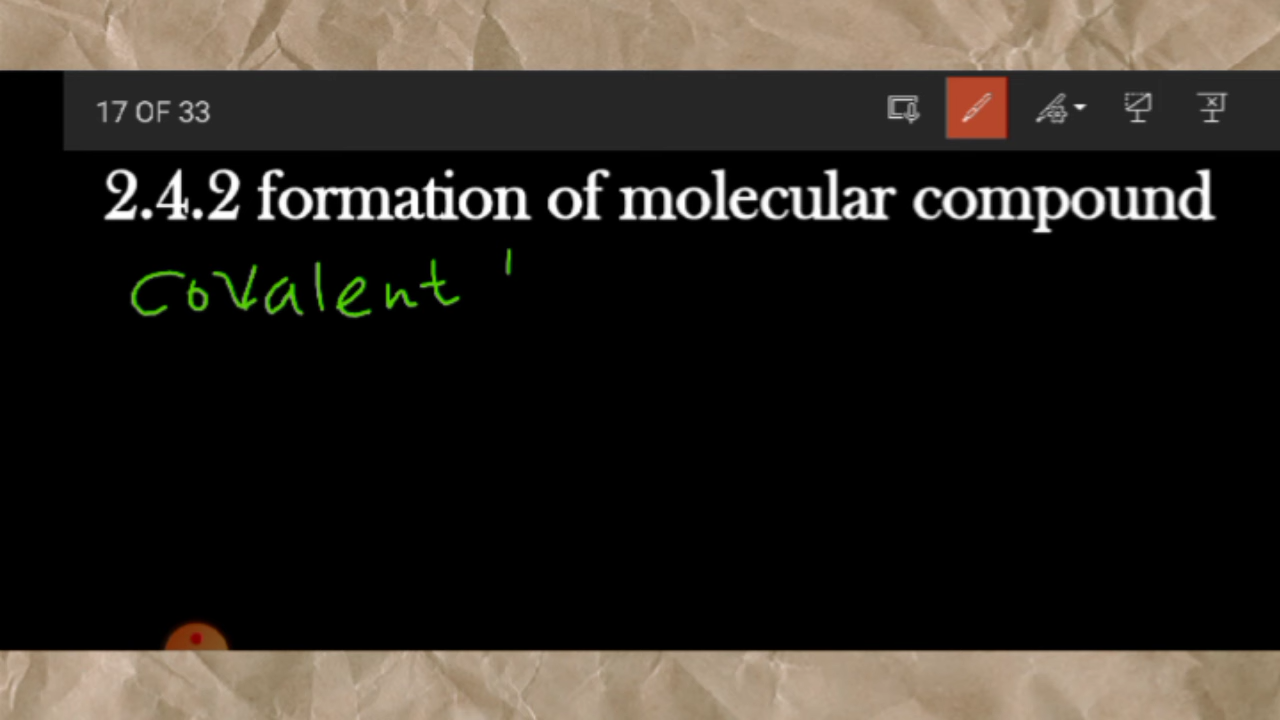 17 OF 33
2.4.2 formation of molecular compound
Covalent